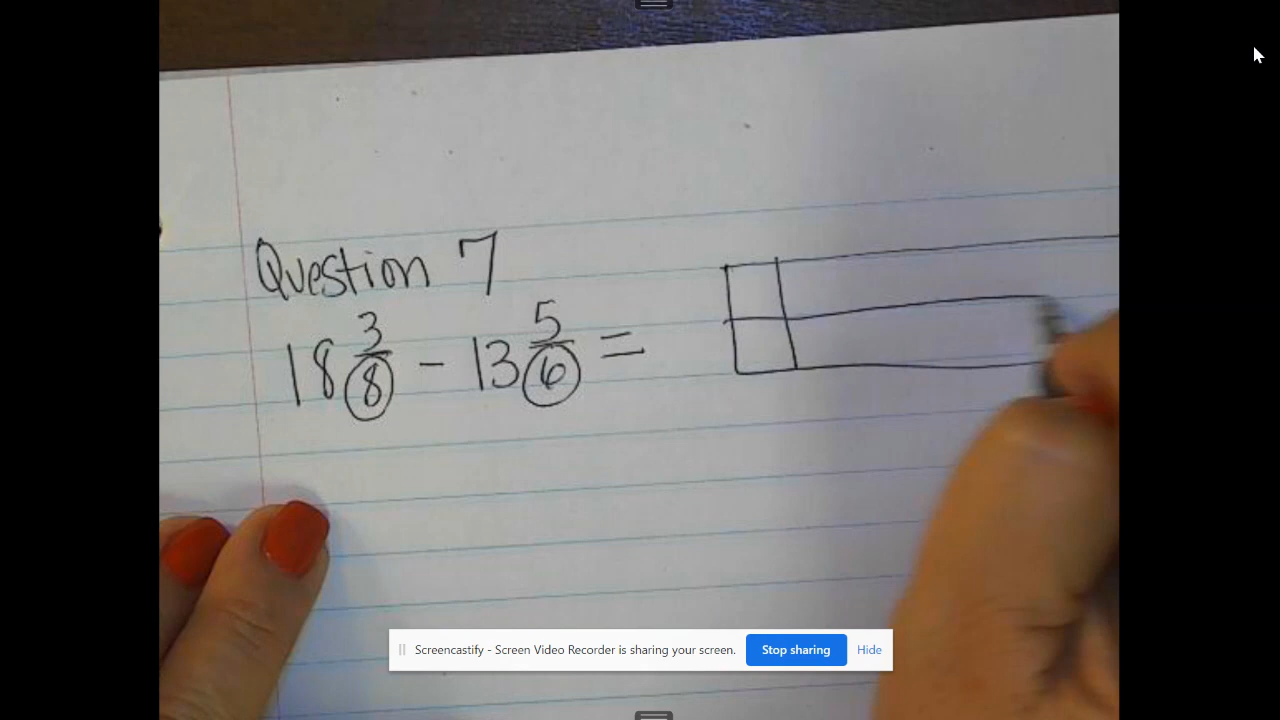 Question 7
18 3/8 - 13 5/6 =
Screencastify - Screen Video Recorder is sharing your screen. Stop sharing Hide